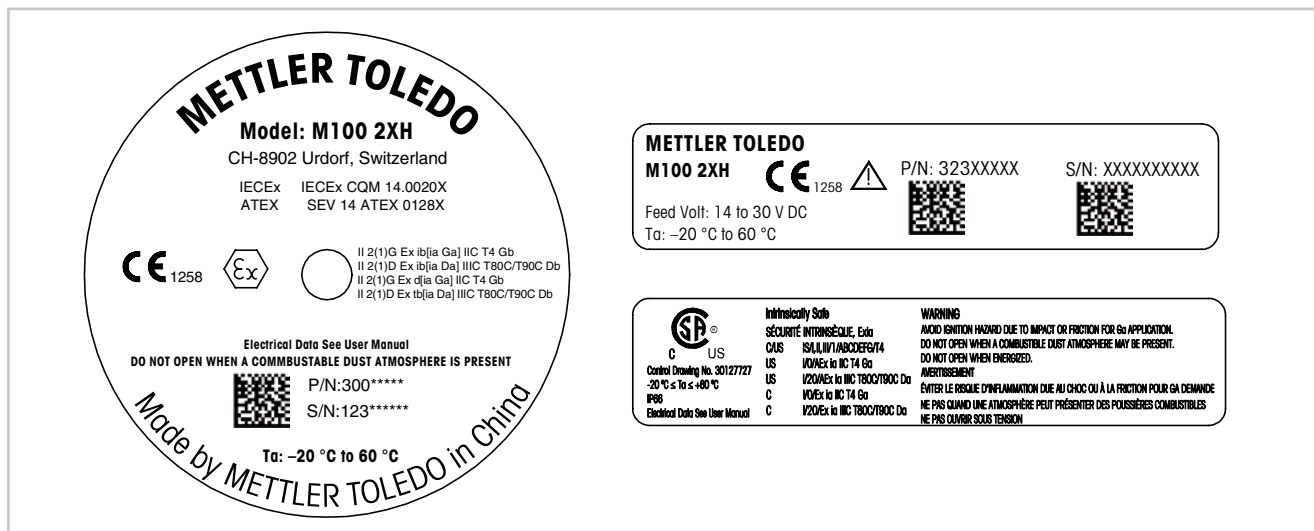 METTLER TOLEDO
Model: M100 2XH
CH-8902 Urdorf, Switzerland
IECEx IECEx CQM 14.0020X
ATEX SEV 14 ATEX 0128X
CE 1258 Ex
II 2(1)G Ex ib[ia Ga] IIC T4 Gb
II 2(1)D Ex ib[ia Da] IIIC T80C/T90C Db
II 2(1)G Ex d[ia Ga] IIC T4 Gb
II 2(1)D Ex tb[ia Da] IIIC T80C/T90C Db
Electrical Data See User Manual
DO NOT OPEN WHEN A COMMBUSTABLE DUST ATMOSPHERE IS PRESENT
P/N:300*****
S/N:123******
Ta: –20 °C to 60 °C
Made by METTLER TOLEDO in China
METTLER TOLEDO
M100 2XH CE 1258 P/N: 323XXXXX S/N: XXXXXXXXXX
Feed Volt: 14 to 30 V DC
Ta: –20 °C to 60 °C
SA ®
C US
Control Drawing No. 30127727
-20 ºC ≤ Ta ≤ +60 ºC
IP66
Electrical Data See User Manual
Intrinsically Safe
SÉCURITÉ INTRINSÈQUE, Exia
C/US IS/I,II,III/1/ABCDEFG/T4
US I/0/AEx ia IIC T4 Ga
US I/20/AEx ia IIIC T80C/T90C Da
C I/0/Ex ia IIC T4 Ga
C I/20/Ex ia IIIC T80C/T90C Da
WARNING
AVOID IGNITION HAZARD DUE TO IMPACT OR FRICTION FOR Ga APPLICATION.
DO NOT OPEN WHEN A COMBUSTIBLE DUST ATMOSPHERE MAY BE PRESENT.
DO NOT OPEN WHEN ENERGIZED.
AVERTISSEMENT
ÉVITER LE RISQUE D'INFLAMMATION DUE AU CHOC OU À LA FRICTION POUR GA DEMANDE
NE PAS QUAND UNE ATMOSPHÈRE PEUT PRÉSENTER DES POUSSIÈRES COMBUSTIBLES
NE PAS OUVRIR SOUS TENSION